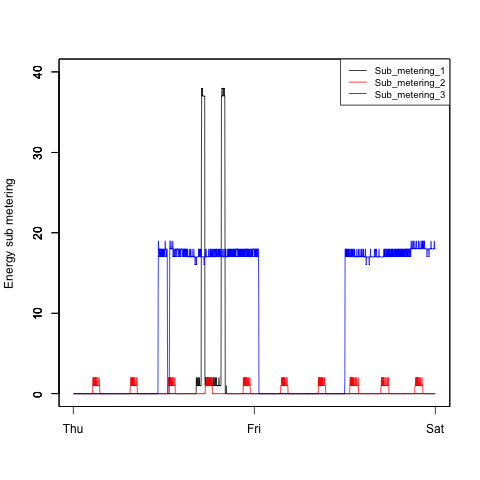 Sub_metering_1
Sub_metering_2
Sub_metering_3
Energy sub metering
40
30
20
10
0
Thu Fri Sat